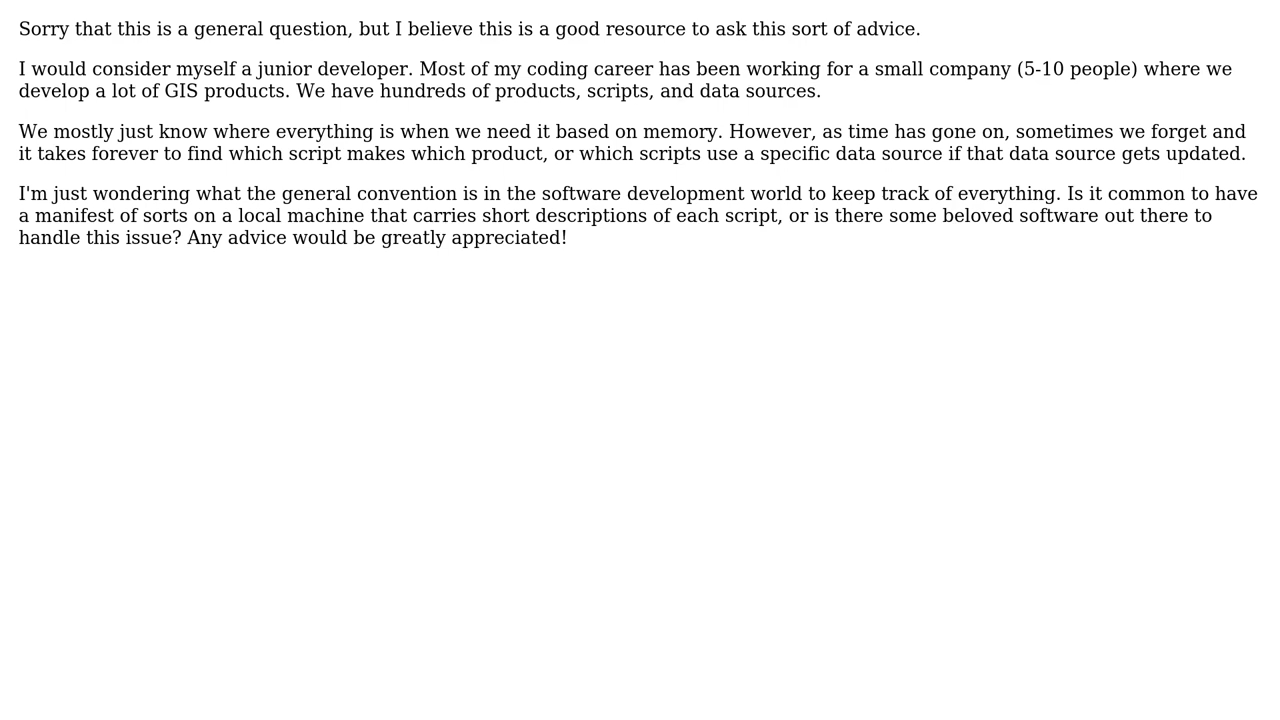 Sorry that this is a general question, but I believe this is a good resource to ask this sort of advice.
I would consider myself a junior developer. Most of my coding career has been working for a small company (5-10 people) where we
develop a lot of GIS products. We have hundreds of products, scripts, and data sources.
We mostly just know where everything is when we need it based on memory. However, as time has gone on, sometimes we forget and
it takes forever to find which script makes which product, or which scripts use a specific data source if that data source gets updated.
I'm just wondering what the general convention is in the software development world to keep track of everything. Is it common to have
a manifest of sorts on a local machine that carries short descriptions of each script, or is there some beloved software out there to
handle this issue? Any advice would be greatly appreciated!